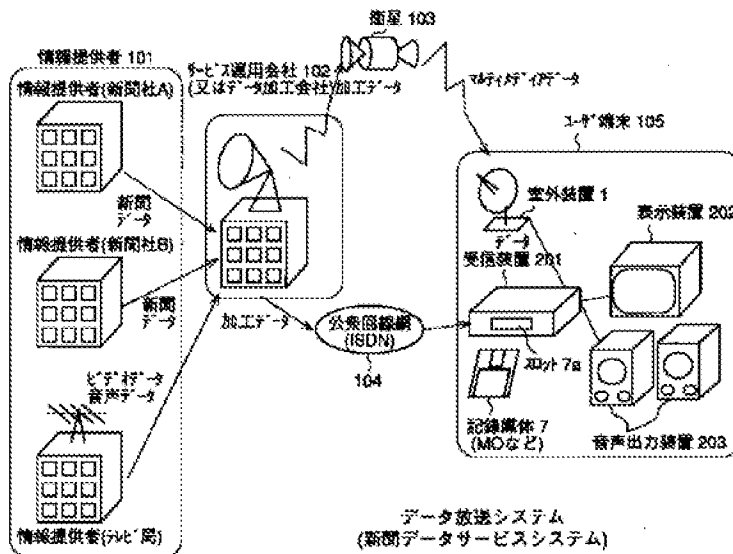 情報提供者 101
情報提供者(新聞社A)
新聞
データ
情報提供者(新聞社B)
新聞
データ
ビデオデータ
音声データ
情報提供者(テレビ局)
サービス運用会社 102
(又はデータ加工会社)
加工データ
衛星 103
マルチメディアデータ
加工データ
公衆回線網
(ISDN)
104
ユーザ端末 105
室外装置 1
データ
受信装置 201
表示装置 202
スロット 7a
記録媒体 7
(MOなど)
音声出力装置 203
データ放送システム
(新聞データサービスシステム)